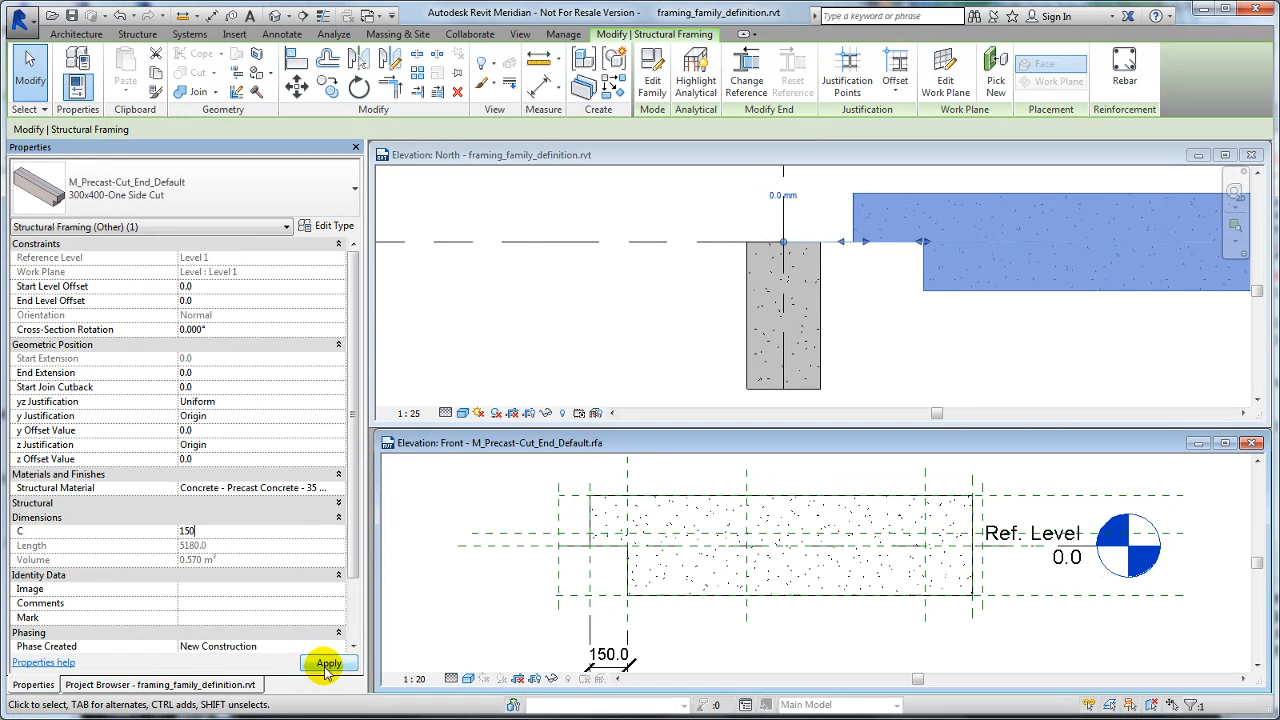 Autodesk Revit Meridian - Not For Resale Version - framing_family_definition.rvt
Type a keyword or phrase
Sign In
Architecture Structure Systems Insert Annotate Analyze Massing & Site Collaborate View Manage Modify | Structural Framing
Modify
Select
Properties
Paste
Clipboard
Cope
Cut
Join
Geometry
Modify
View
Measure
Create
Edit Family
Mode
Highlight Analytical
Analytical
Change Reference
Reset Reference
Modify End
Justification Points
Offset
Justification
Edit Work Plane
Pick New
Work Plane
Face
Work Plane
Placement
Rebar
Reinforcement
Modify | Structural Framing
Properties
M_Precast-Cut_End_Default
300x400-One Side Cut
Structural Framing (Other) (1)
Edit Type
Constraints
Reference Level Level 1
Work Plane Level : Level 1
Start Level Offset 0.0
End Level Offset 0.0
Orientation Normal
Cross-Section Rotation 0.000°
Geometric Position
Start Extension 0.0
End Extension 0.0
Start Join Cutback 0.0
yz Justification Uniform
y Justification Origin
y Offset Value 0.0
z Justification Origin
z Offset Value 0.0
Materials and Finishes
Structural Material Concrete - Precast Concrete - 35 ...
Structural
Dimensions
C 150
Length 5180.0
Volume 0.570 m³
Identity Data
Image
Comments
Mark
Phasing
Phase Created New Construction
Properties help
Apply
Properties
Project Browser - framing_family_definition.rvt
Elevation: North - framing_family_definition.rvt
0.0 mm
1 : 25
Elevation: Front - M_Precast-Cut_End_Default.rfa
Ref. Level
0.0
150.0
1 : 20
Click to select, TAB for alternates, CTRL adds, SHIFT unselects.
:0
Main Model
:1